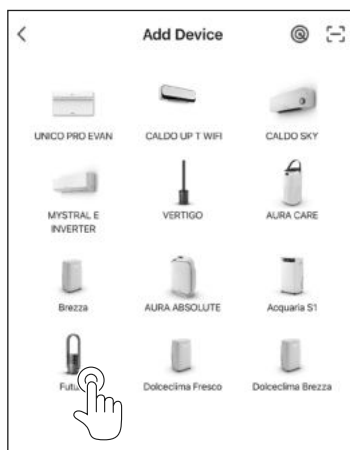 Add Device
UNICO PRO EVAN CALDO UP T WIFI CALDO SKY
MYSTRAL E VERTIGO AURA CARE
INVERTER
Brezza AURA ABSOLUTE Acquaria S1
Dolceclima Fresco Dolceclima Brezza